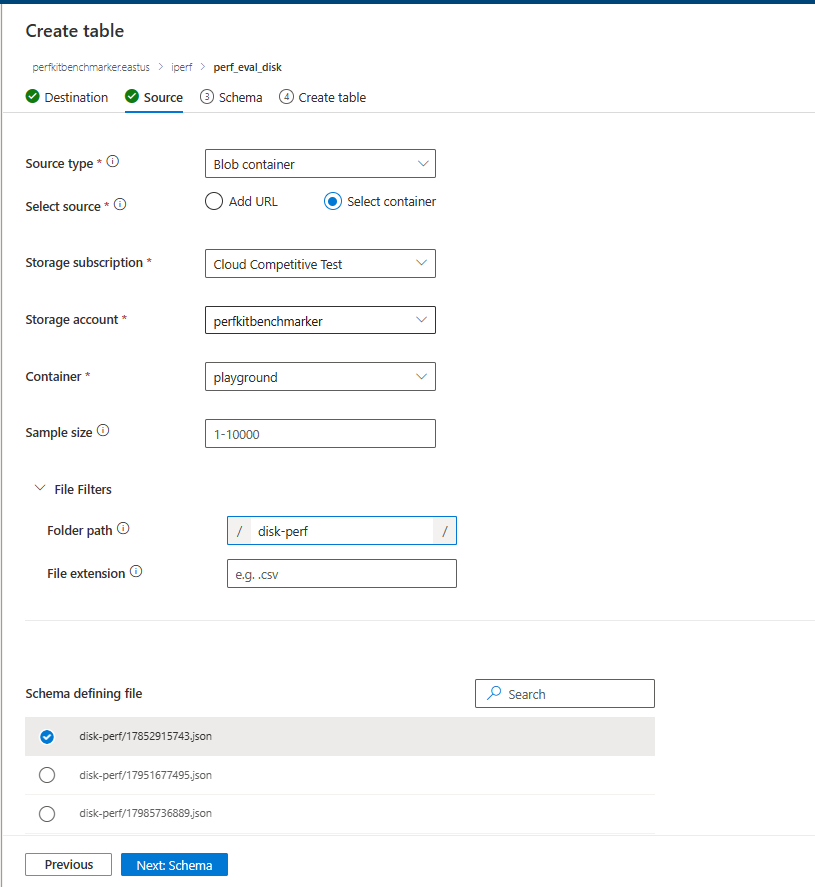 Create table
perfkitbenchmarker.eastus > iperf > perf_eval_disk
Destination Source 3 Schema 4 Create table
Source type * Blob container
Select source * Add URL Select container
Storage subscription * Cloud Competitive Test
Storage account * perfkitbenchmarker
Container * playground
Sample size 1-10000
File Filters
Folder path / disk-perf /
File extension e.g. .csv
Schema defining file Search
disk-perf/17852915743.json
disk-perf/17951677495.json
disk-perf/17985736889.json
Previous Next: Schema